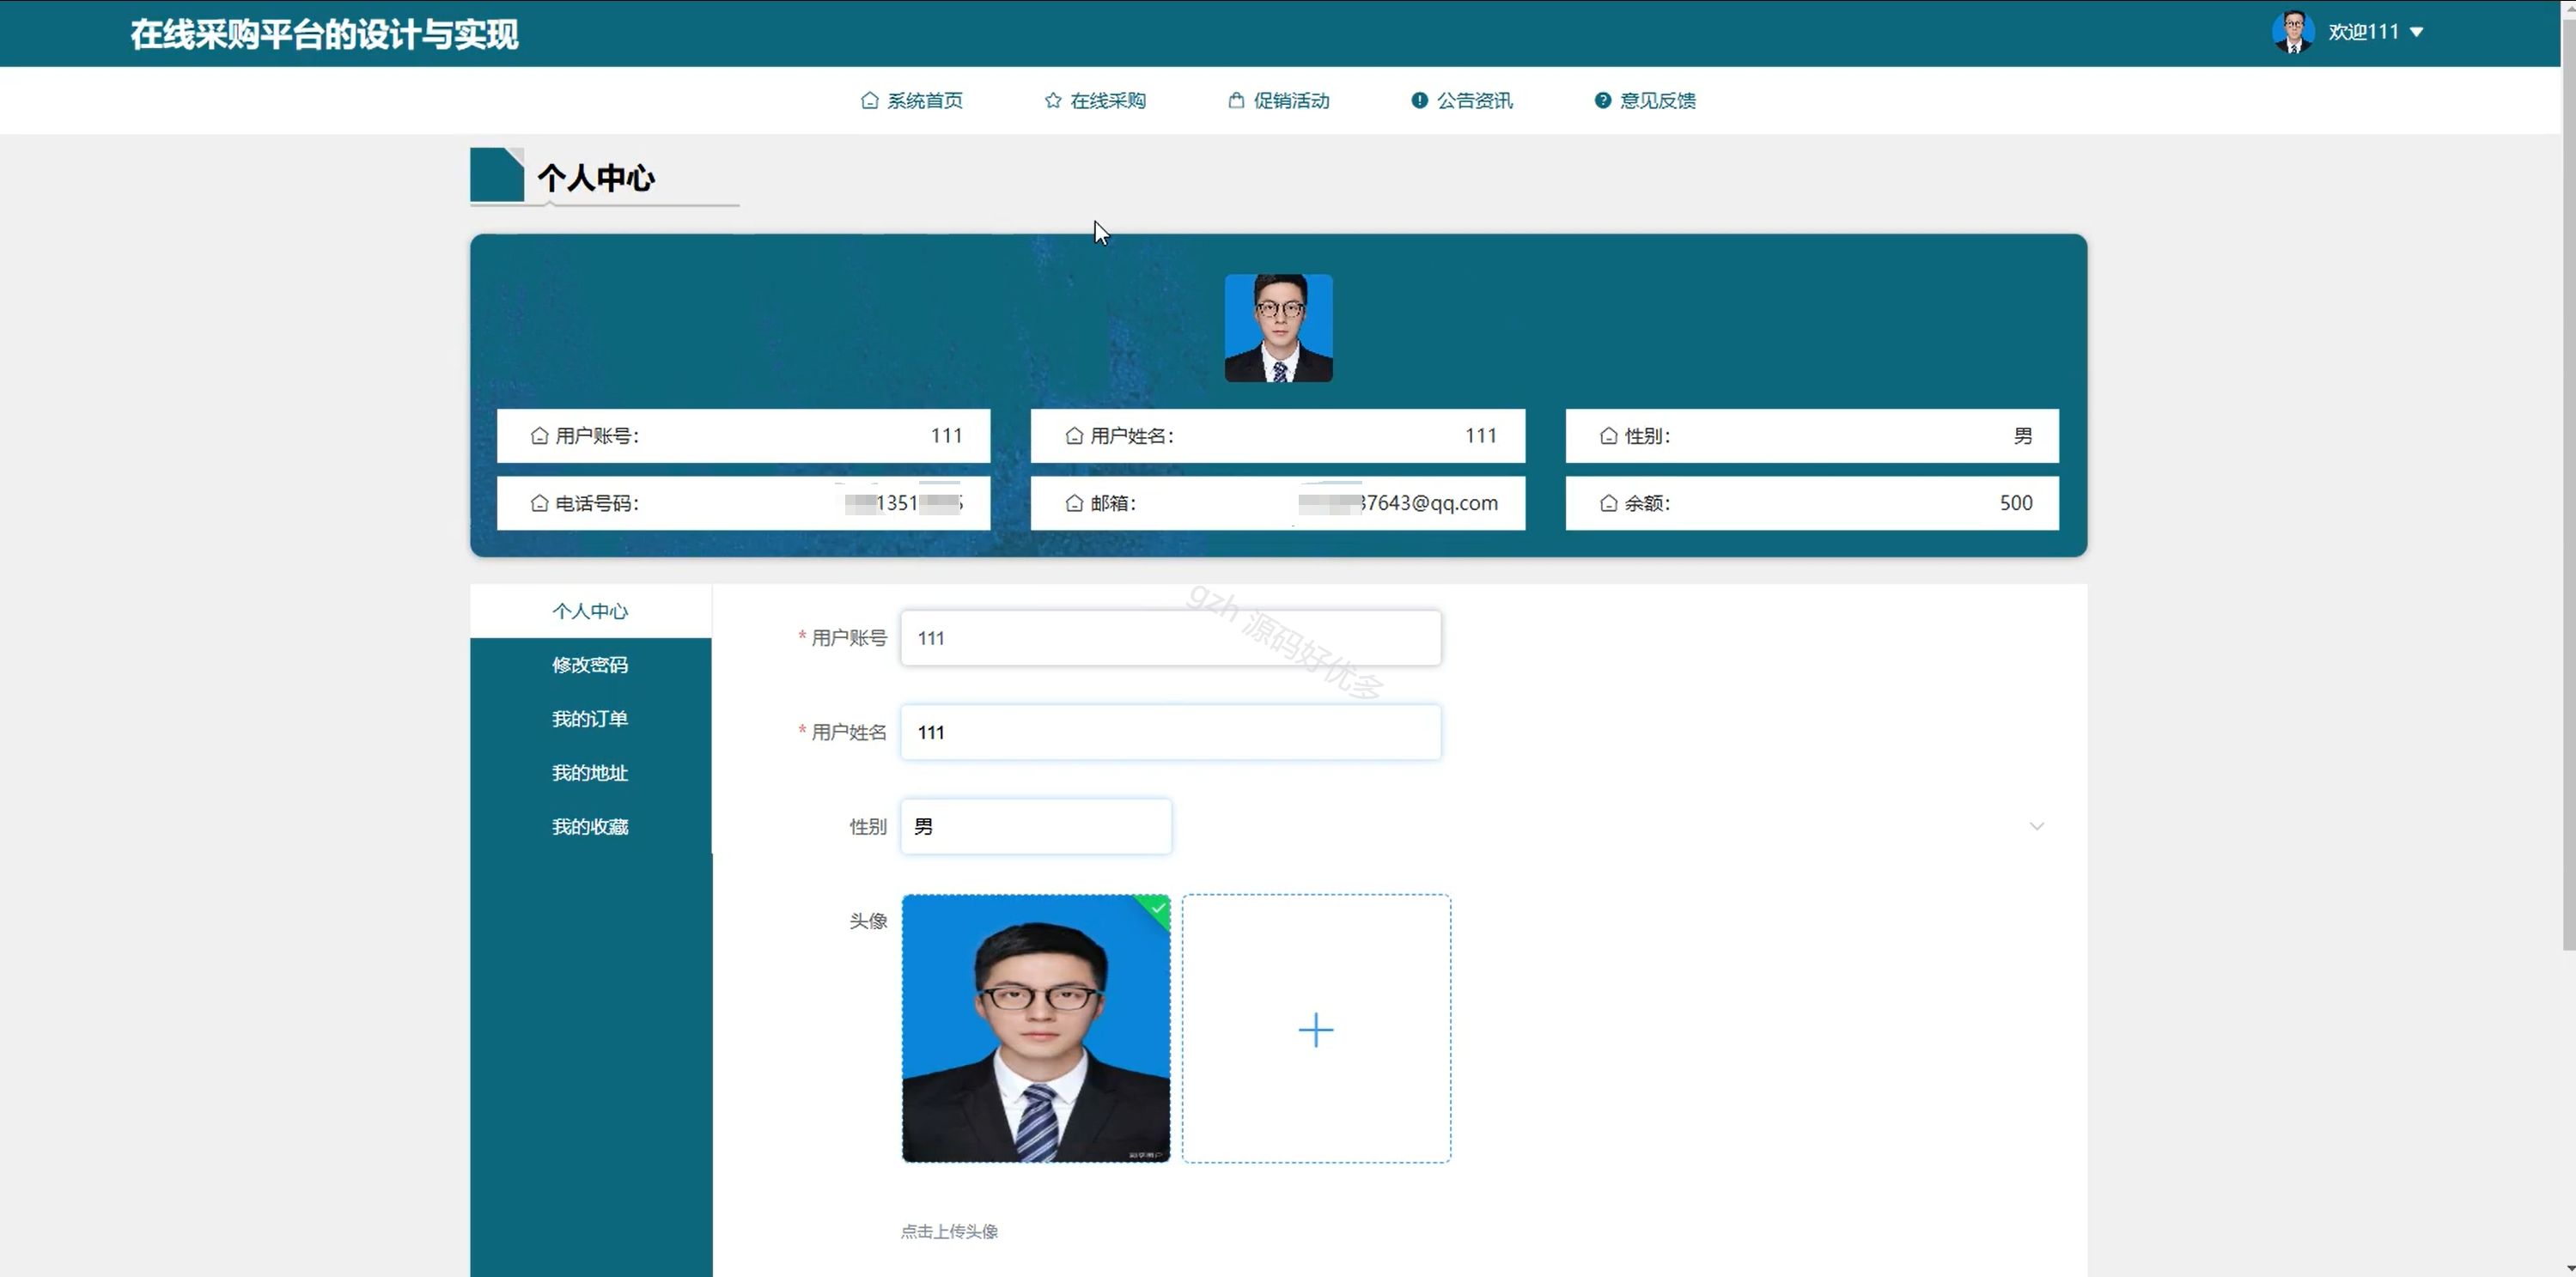 在线采购平台的设计与实现
欢迎111
系统首页 在线采购 促销活动 公告资讯 意见反馈
个人中心
用户账号： 111 用户姓名： 111 性别： 男
电话号码： 1351 邮箱： 37643@qq.com 余额： 500
个人中心
修改密码
我的订单
我的地址
我的收藏
* 用户账号 111
gzh 源码好优多
* 用户姓名 111
性别 男
头像
点击上传头像